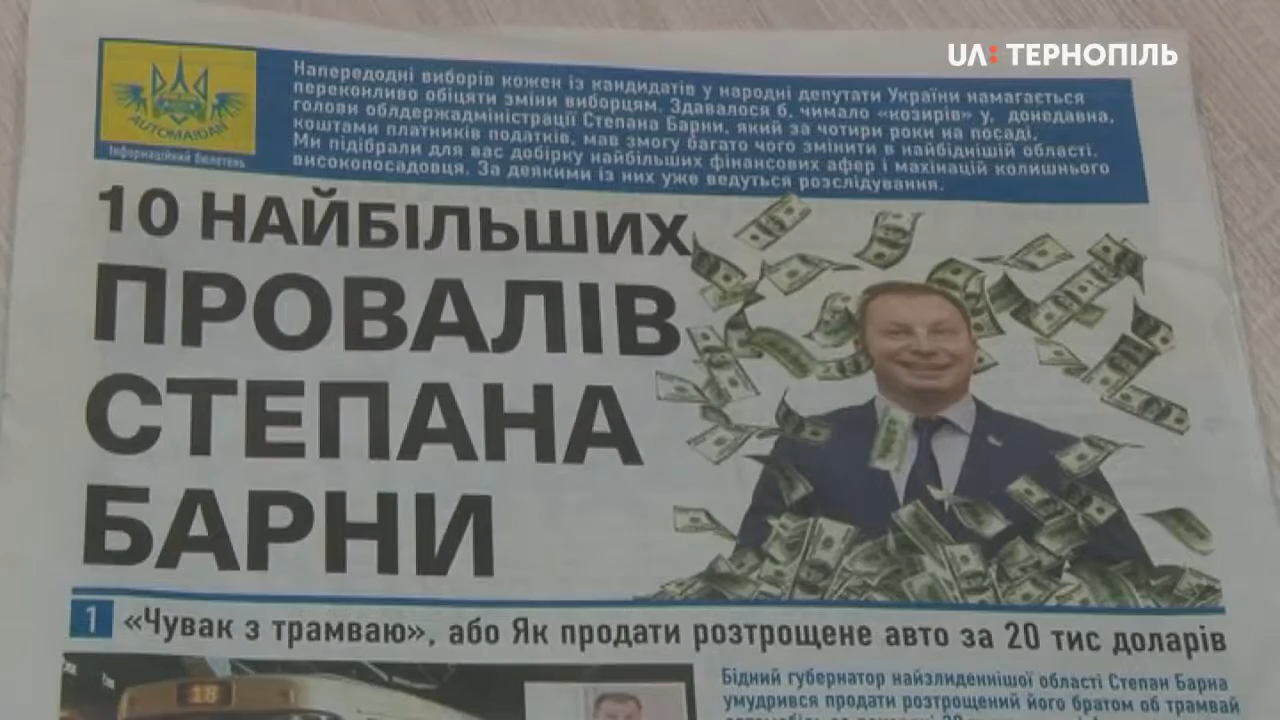 UA: ТЕРНОПІЛЬ
AUTOMAIDAN
Інформаційний бюлетень
Напередодні виборів кожен із кандидатів у народні депутати України намагається
переконливо обіцяти зміни виборцям. Здавалося б, чимало «козирів» у, донедавна,
голови облдержадміністрації Степана Барни, який за чотири роки на посаді,
коштами платників податків, мав змогу багато чого змінити в найбіднішій області.
Ми підібрали для вас добірку найбільших фінансових афер і махінацій колишнього
високопосадовця. За деякими із них уже ведуться розслідування.
10 НАЙБІЛЬШИХ
ПРОВАЛІВ
СТЕПАНА
БАРНИ
1 «Чувак з трамваю», або Як продати розтрощене авто за 20 тис доларів
18
Бідний губернатор найзлиденнішої області Степан Барна
умудрився продати розтрощений його братом об трамвай